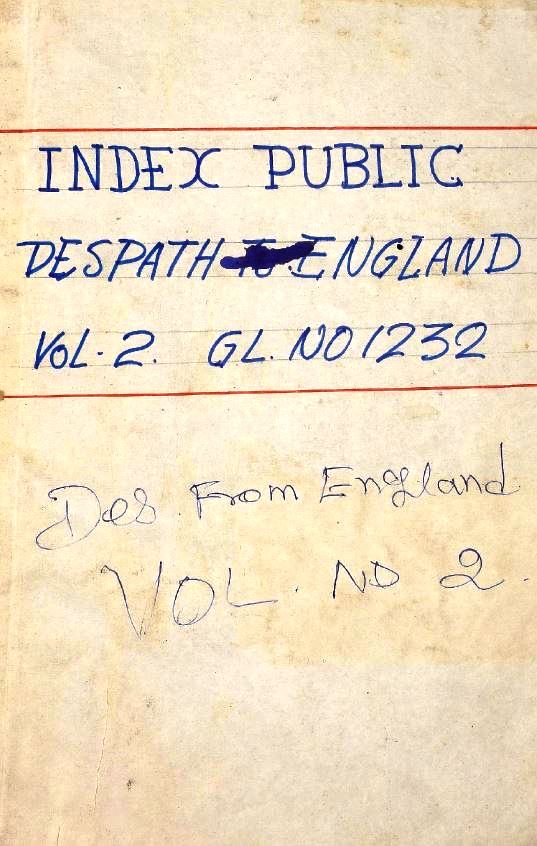 INDEX PUBLIC
DESPATH ENGLAND
VOL. 2. GL. NO 1232
Des From England
VOL. NO 2.